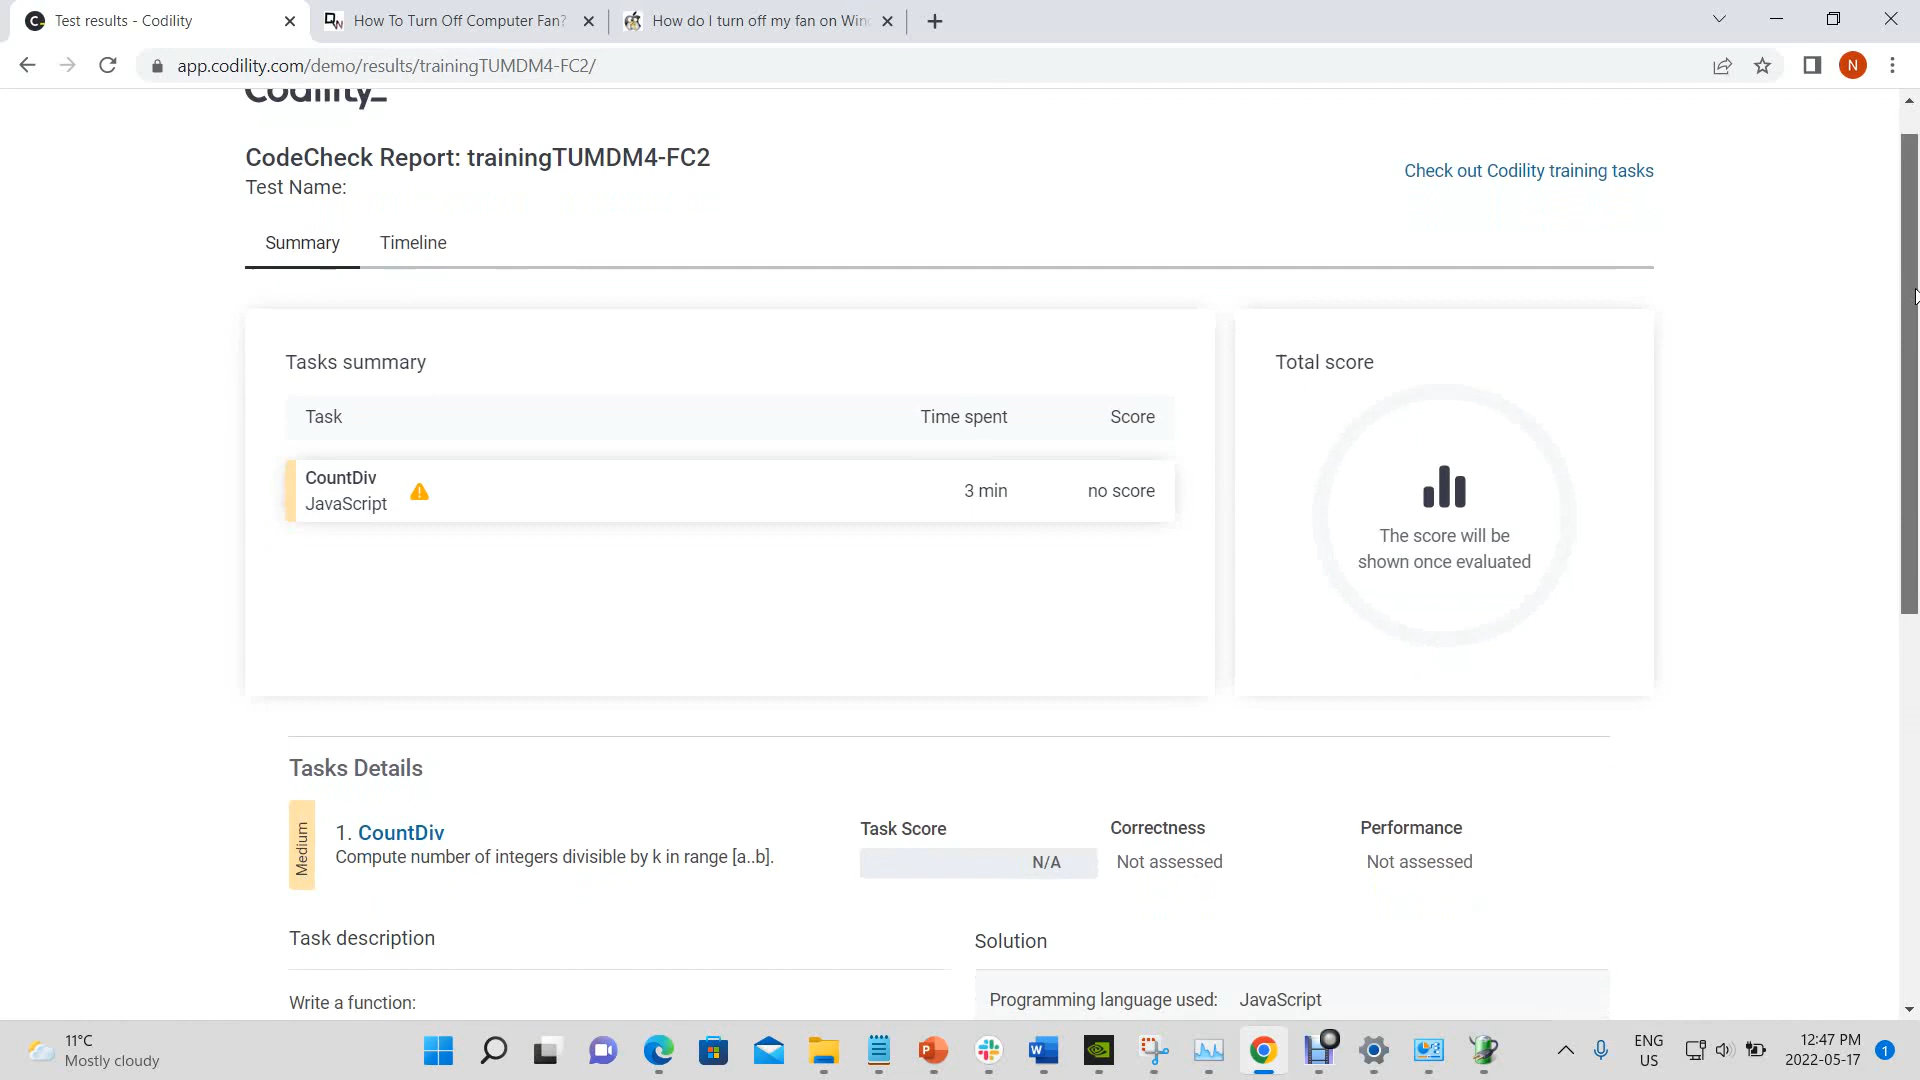 Test results - Codility
How To Turn Off Computer Fan?
How do I turn off my fan on Win
app.codility.com/demo/results/trainingTUMDM4-FC2/
N
Codility_
CodeCheck Report: trainingTUMDM4-FC2
Test Name:
Check out Codility training tasks
Summary Timeline
Tasks summary
Task Time spent Score
CountDiv
JavaScript
3 min no score
Total score
The score will be
shown once evaluated
Tasks Details
Medium
1. CountDiv
Compute number of integers divisible by k in range [a..b].
Task Score Correctness Performance
N/A Not assessed Not assessed
Task description
Solution
Write a function:
Programming language used: JavaScript
11°C
Mostly cloudy
ENG
US
12:47 PM
2022-05-17
1